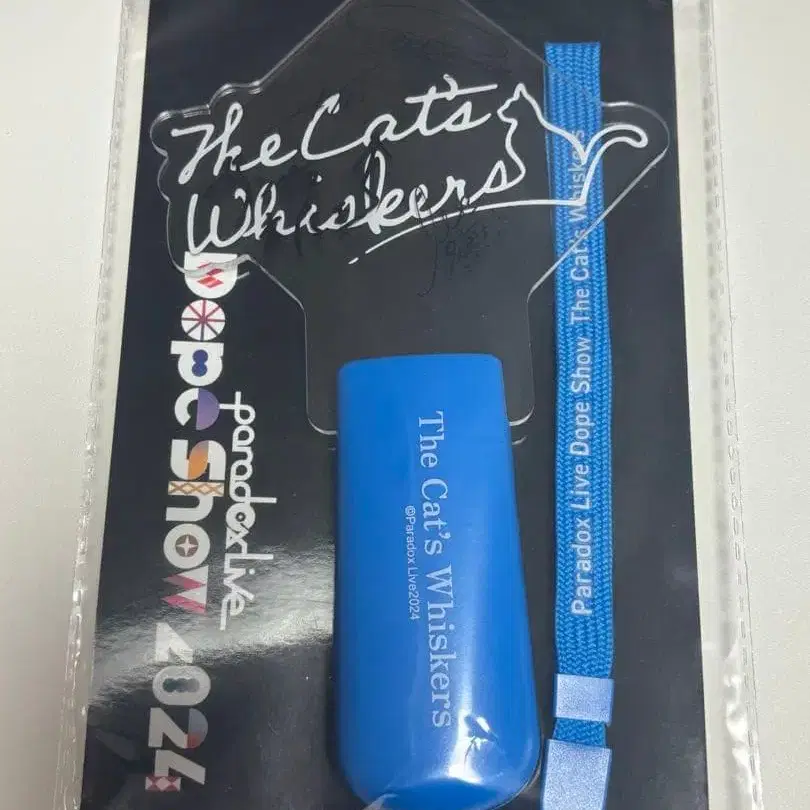 The Cat's
Whiskers
Dope Show 2024
paradox live
The Cat's Whiskers
©Paradox Live2024
Paradox Live Dope Show The Cat's Whiskers